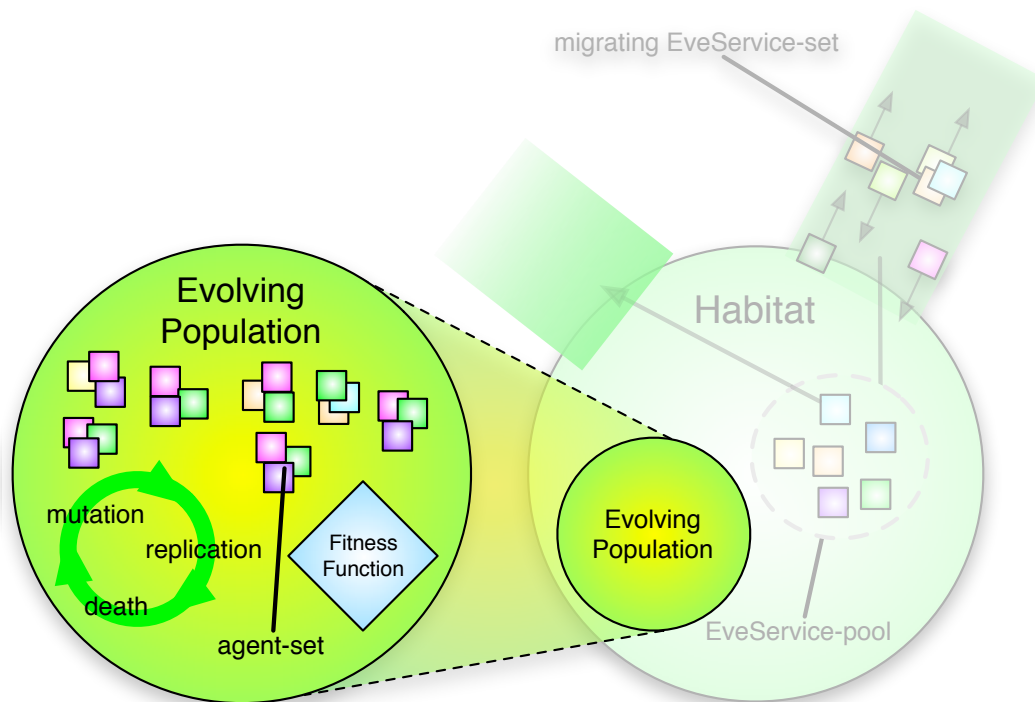 migrating EveService-set
Habitat
Evolving
Population
mutation
replication
death
Fitness
Function
agent-set
Evolving
Population
EveService-pool